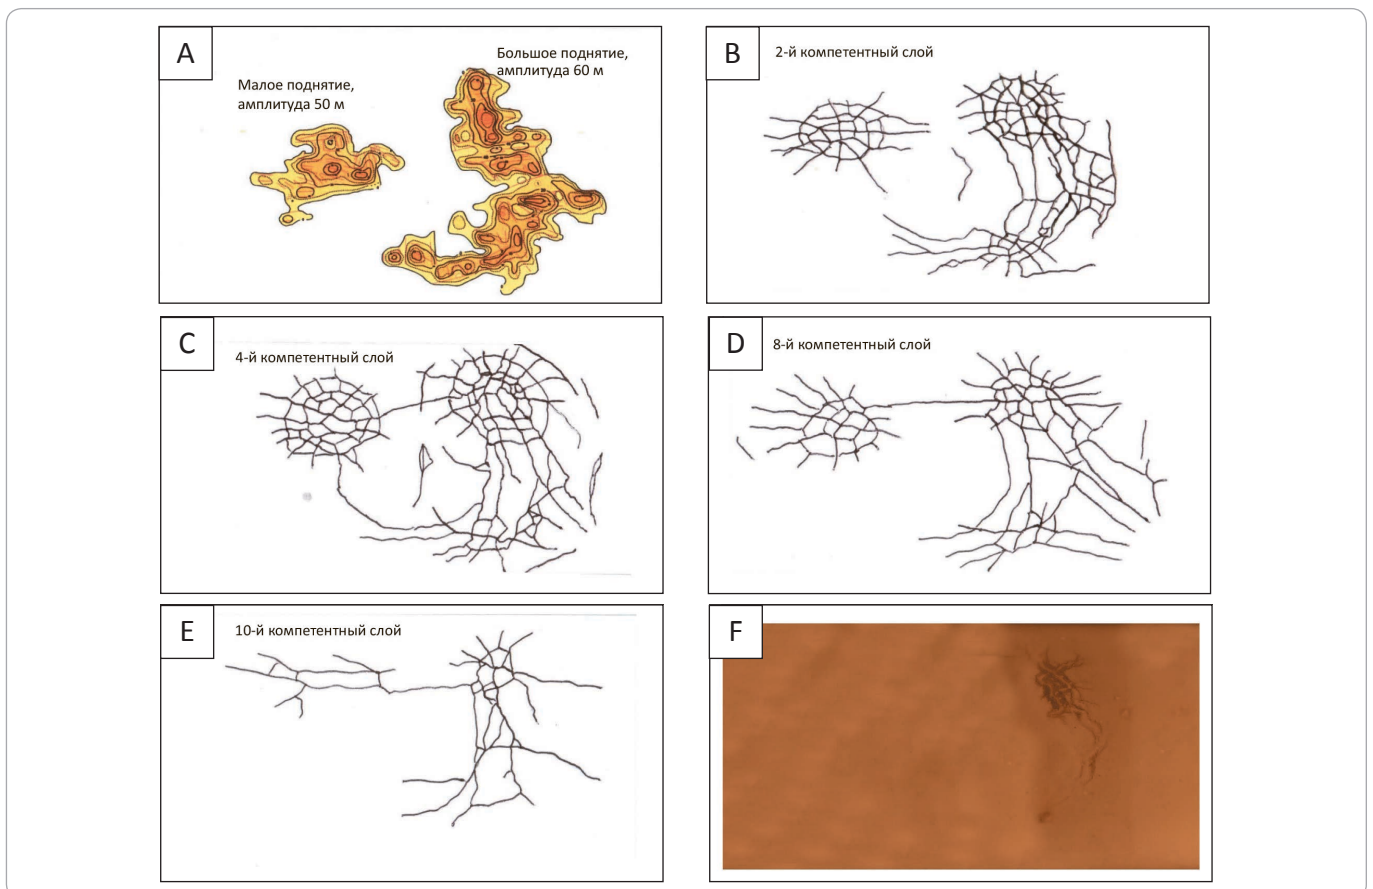 A
Малое поднятие,
амплитуда 50 м
Большое поднятие,
амплитуда 60 м
B
2-й компетентный слой
C
4-й компетентный слой
D
8-й компетентный слой
E
10-й компетентный слой
F